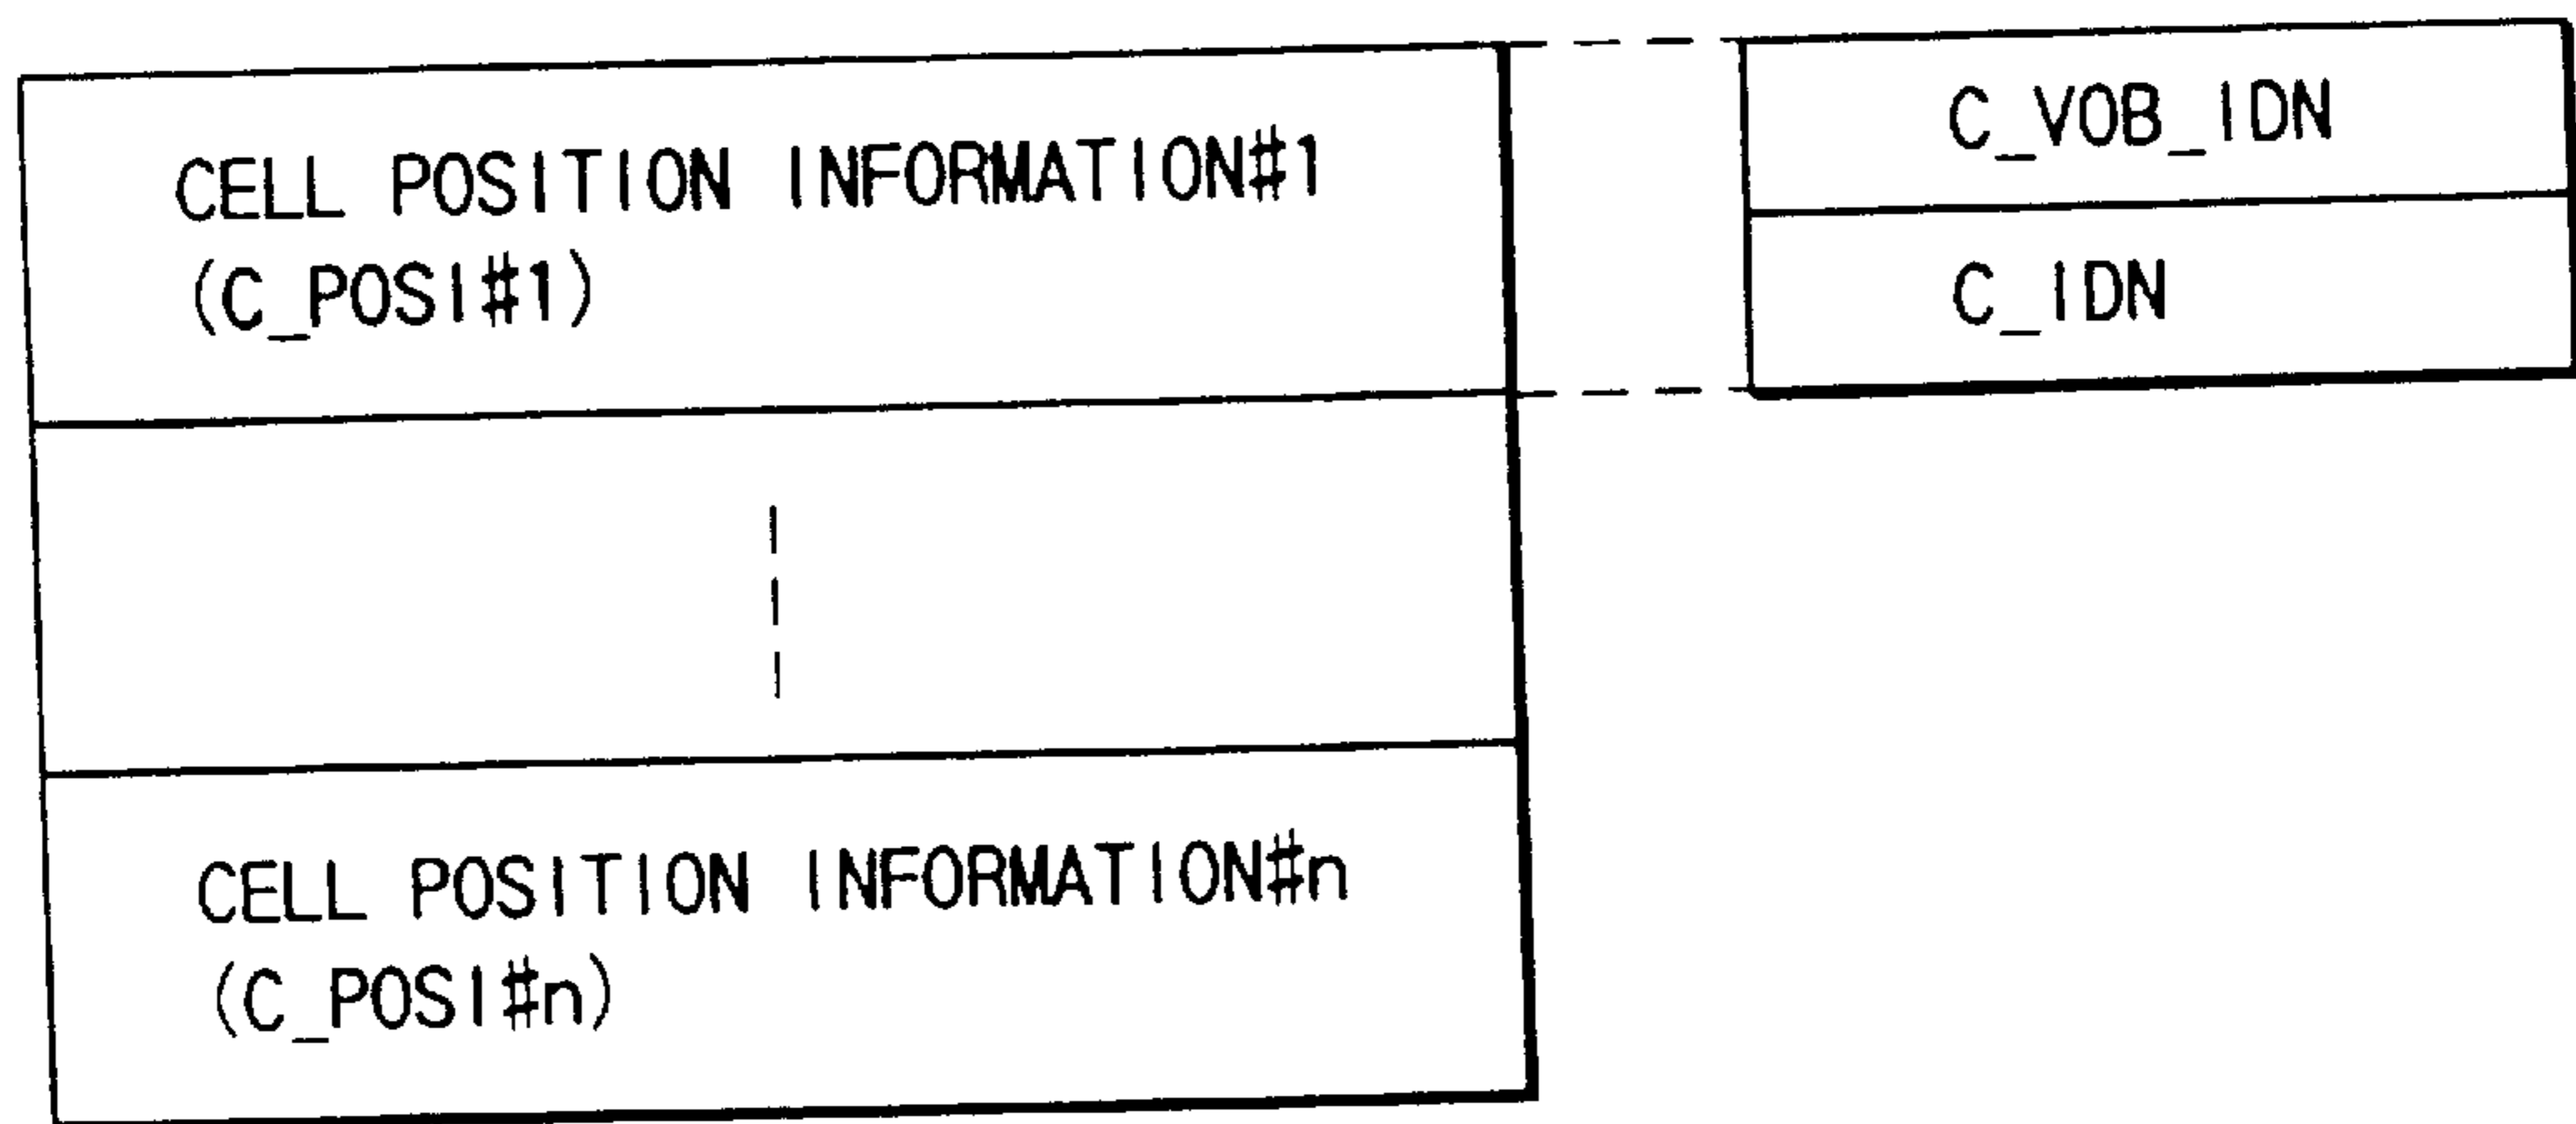 CELL POSITION INFORMATION#1
(C_POSI#1)
C_VOB_IDN
C_IDN
CELL POSITION INFORMATION#n
(C_POSI#n)